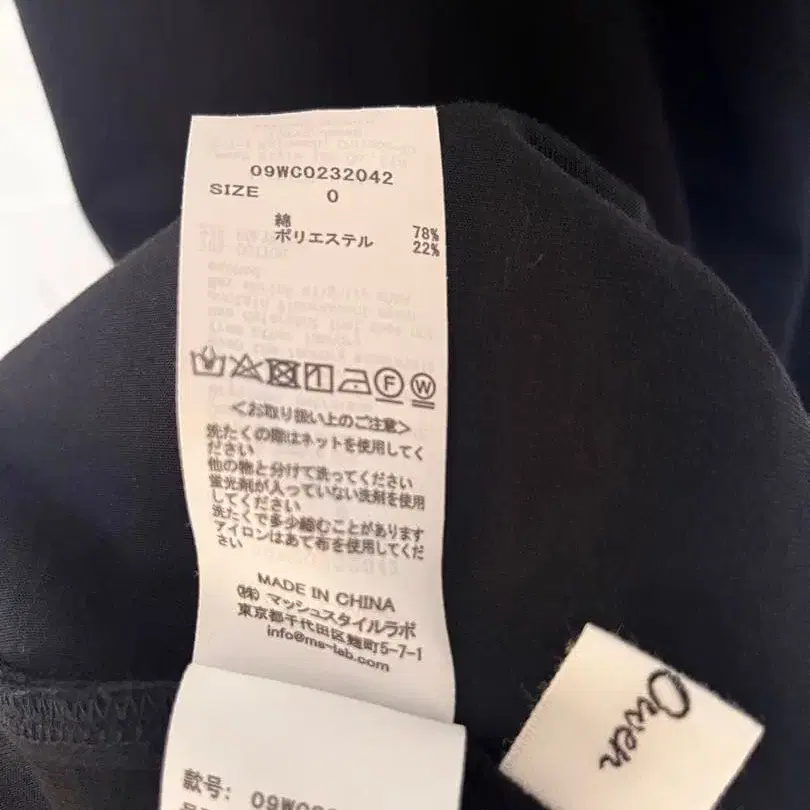 09WCO232042
SIZE 0
綿 78%
ポリエステル 22%
F W
<お取り扱い上のご注意>
洗たくの際はネットを使用してく
ださい
他の物と分けて洗ってください
蛍光剤が入っていない洗剤を使用
してください
洗たくで多少縮むことがあります
アイロンはあて布を使用してくだ
さい
MADE IN CHINA
(株) マッシュスタイルラボ
東京都千代田区麹町5-7-1
info@ms-lab.com
Owen
款号: 09WCO